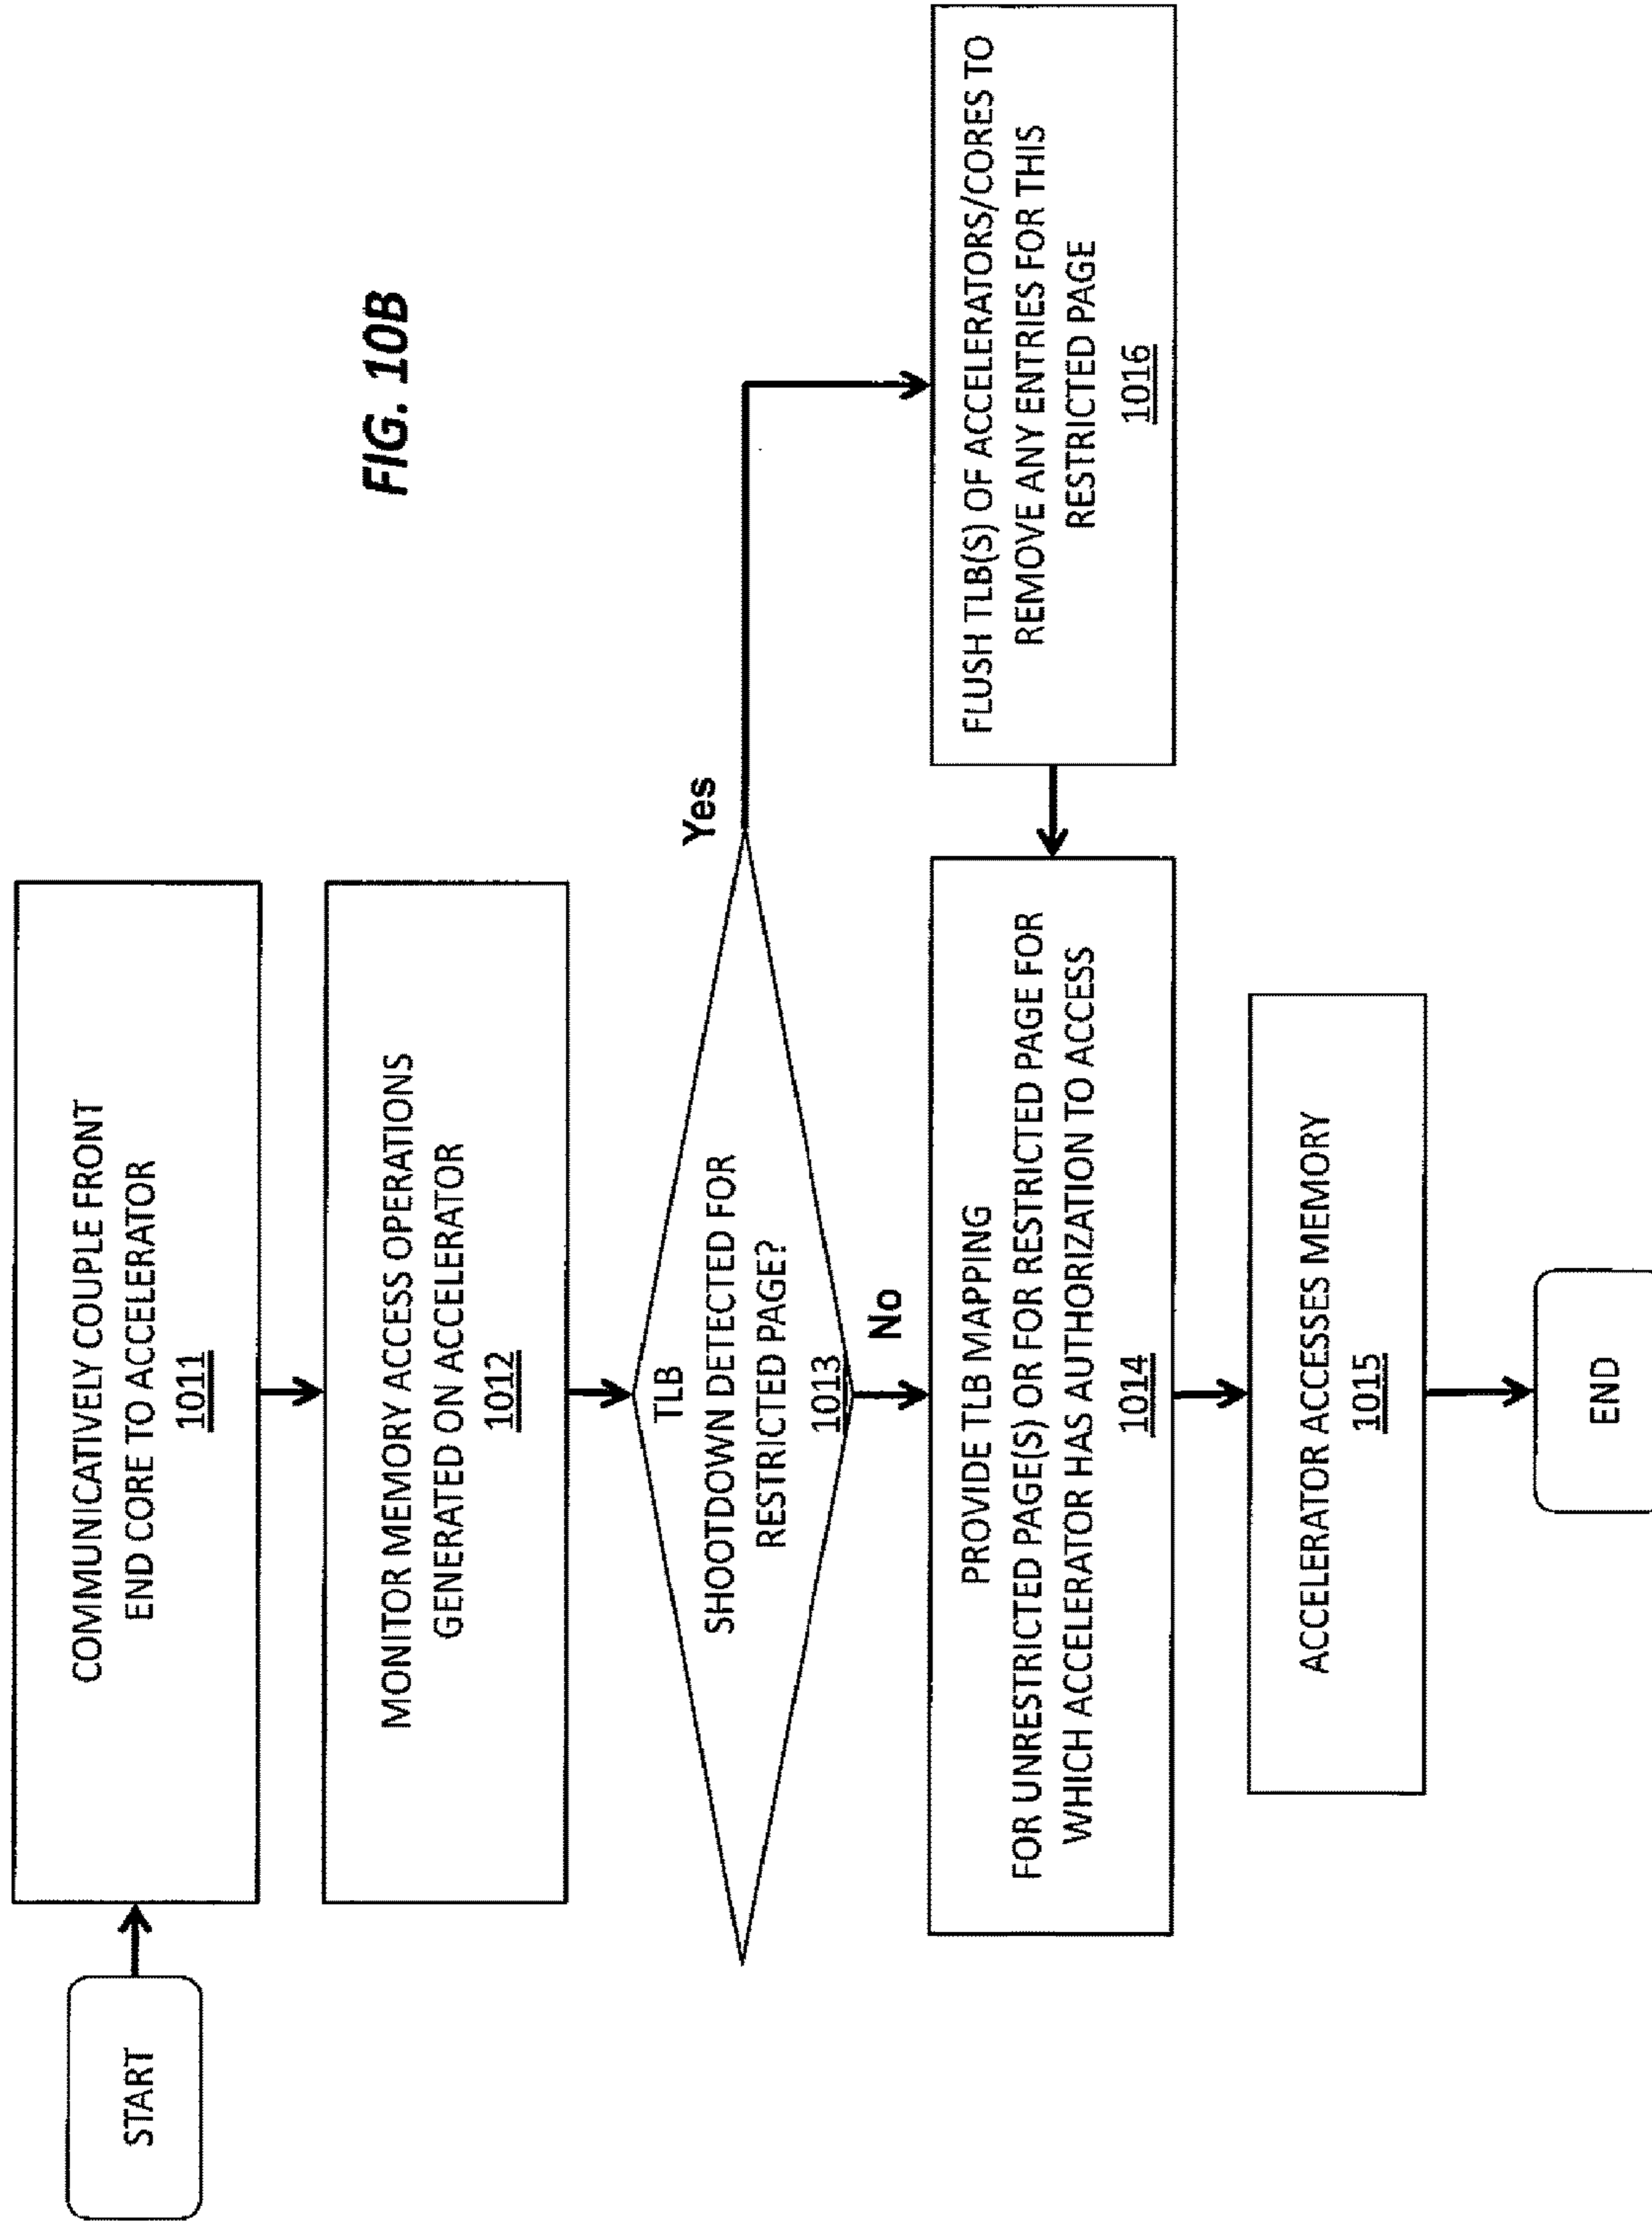 START
COMMUNICATIVELY COUPLE FRONT
END CORE TO ACCELERATOR
1011
MONITOR MEMORY ACCESS OPERATIONS
GENERATED ON ACCELERATOR
1012
TLB
SHOOTDOWN DETECTED FOR
RESTRICTED PAGE?
1013
Yes
No
FIG. 10B
PROVIDE TLB MAPPING
FOR UNRESTRICTED PAGE(S) OR FOR RESTRICTED PAGE FOR
WHICH ACCELERATOR HAS AUTHORIZATION TO ACCESS
1014
FLUSH TLB(S) OF ACCELERATORS/CORES TO
REMOVE ANY ENTRIES FOR THIS
RESTRICTED PAGE
1016
ACCELERATOR ACCESSES MEMORY
1015
END